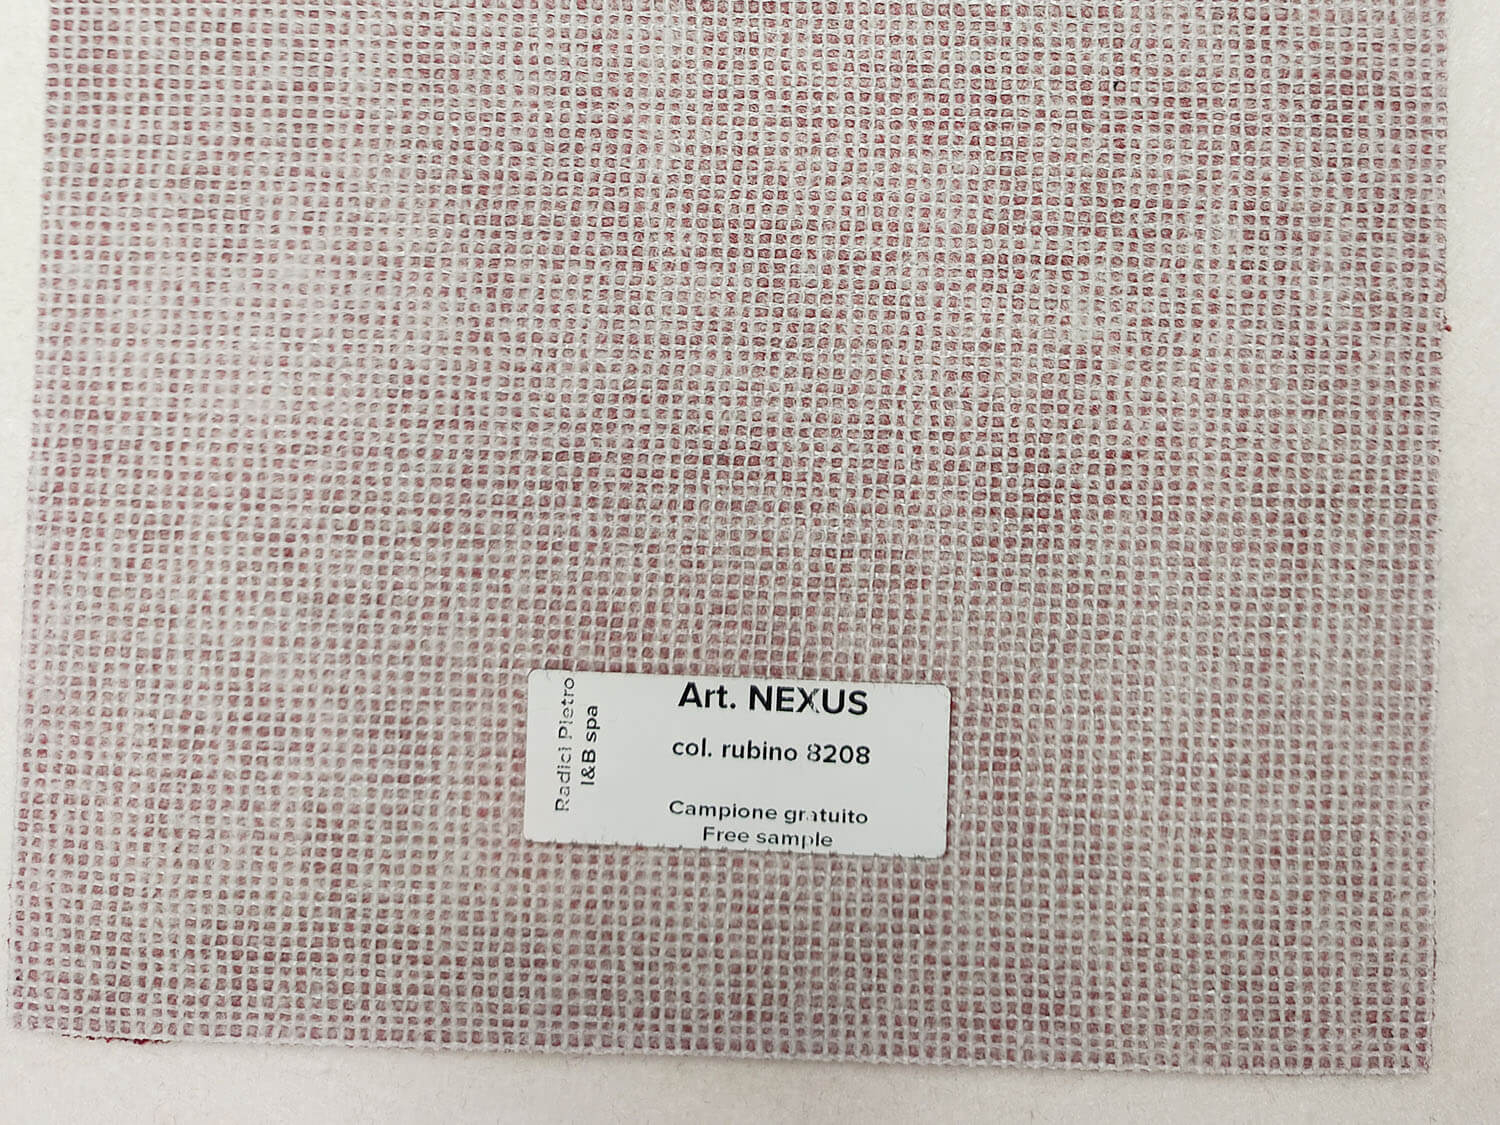 Radici Pietro
I&B spa
Art. NEXUS
col. rubino 8208
Campione gratuito
Free sample